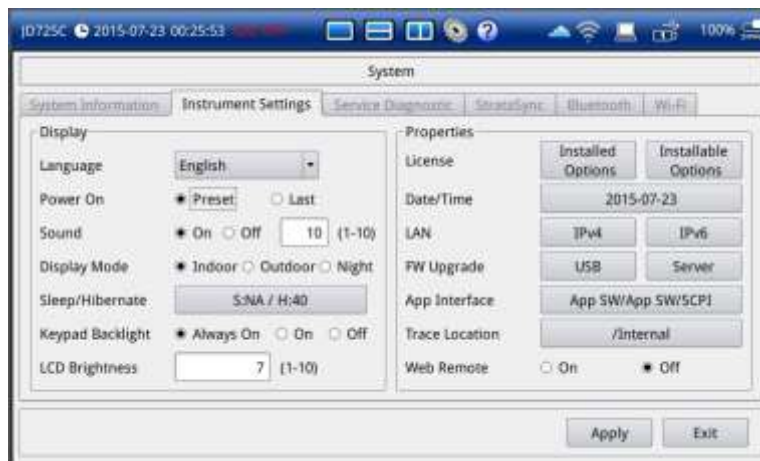 JD725C 2015-07-23 00:25:53
100%
System
System Information Instrument Settings Service Diagnostic StrataSync Bluetooth Wi-Fi
Display
Language English
Power On Preset Last
Sound On Off 10 (1-10)
Display Mode Indoor Outdoor Night
Sleep/Hibernate S:NA / H:40
Keypad Backlight Always On On Off
LCD Brightness 7 (1-10)
Properties
License Installed Options Installable Options
Date/Time 2015-07-23
LAN IPv4 IPv6
FW Upgrade USB Server
App Interface App SW/App SW/SCPI
Trace Location /Internal
Web Remote On Off
Apply Exit